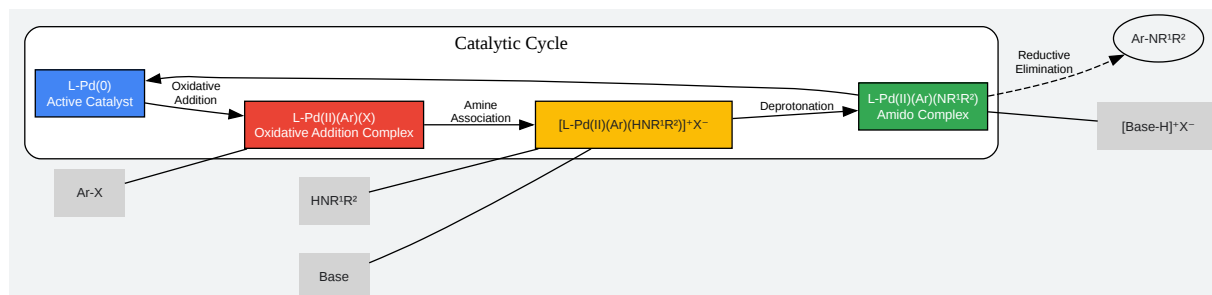 Catalytic Cycle
L-Pd(0)
Active Catalyst
Oxidative
Addition
L-Pd(II)(Ar)(X)
Oxidative Addition Complex
Amine
Association
[L-Pd(II)(Ar)(HNR¹R²)]⁺X⁻
Deprotonation
L-Pd(II)(Ar)(NR¹R²)
Amido Complex
Reductive
Elimination
Ar-NR¹R²
[Base-H]⁺X⁻
Ar-X
HNR¹R²
Base